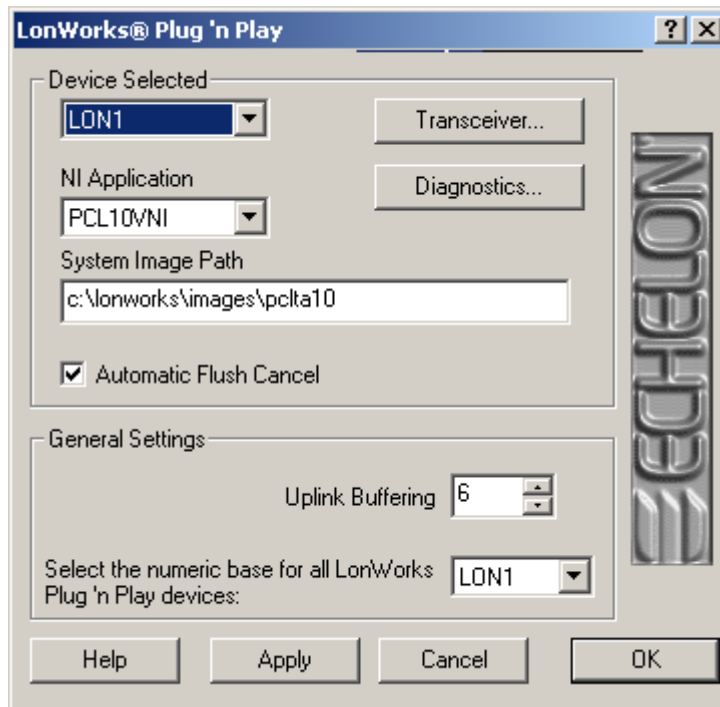 LonWorks® Plug 'n Play
Device Selected
LON1
Transceiver...
NI Application
Diagnostics...
PCL10VNI
System Image Path
c:\lonworks\images\pclta10
Automatic Flush Cancel
ECHELON
General Settings
Uplink Buffering 6
Select the numeric base for all LonWorks
Plug 'n Play devices:
LON1
Help Apply Cancel OK